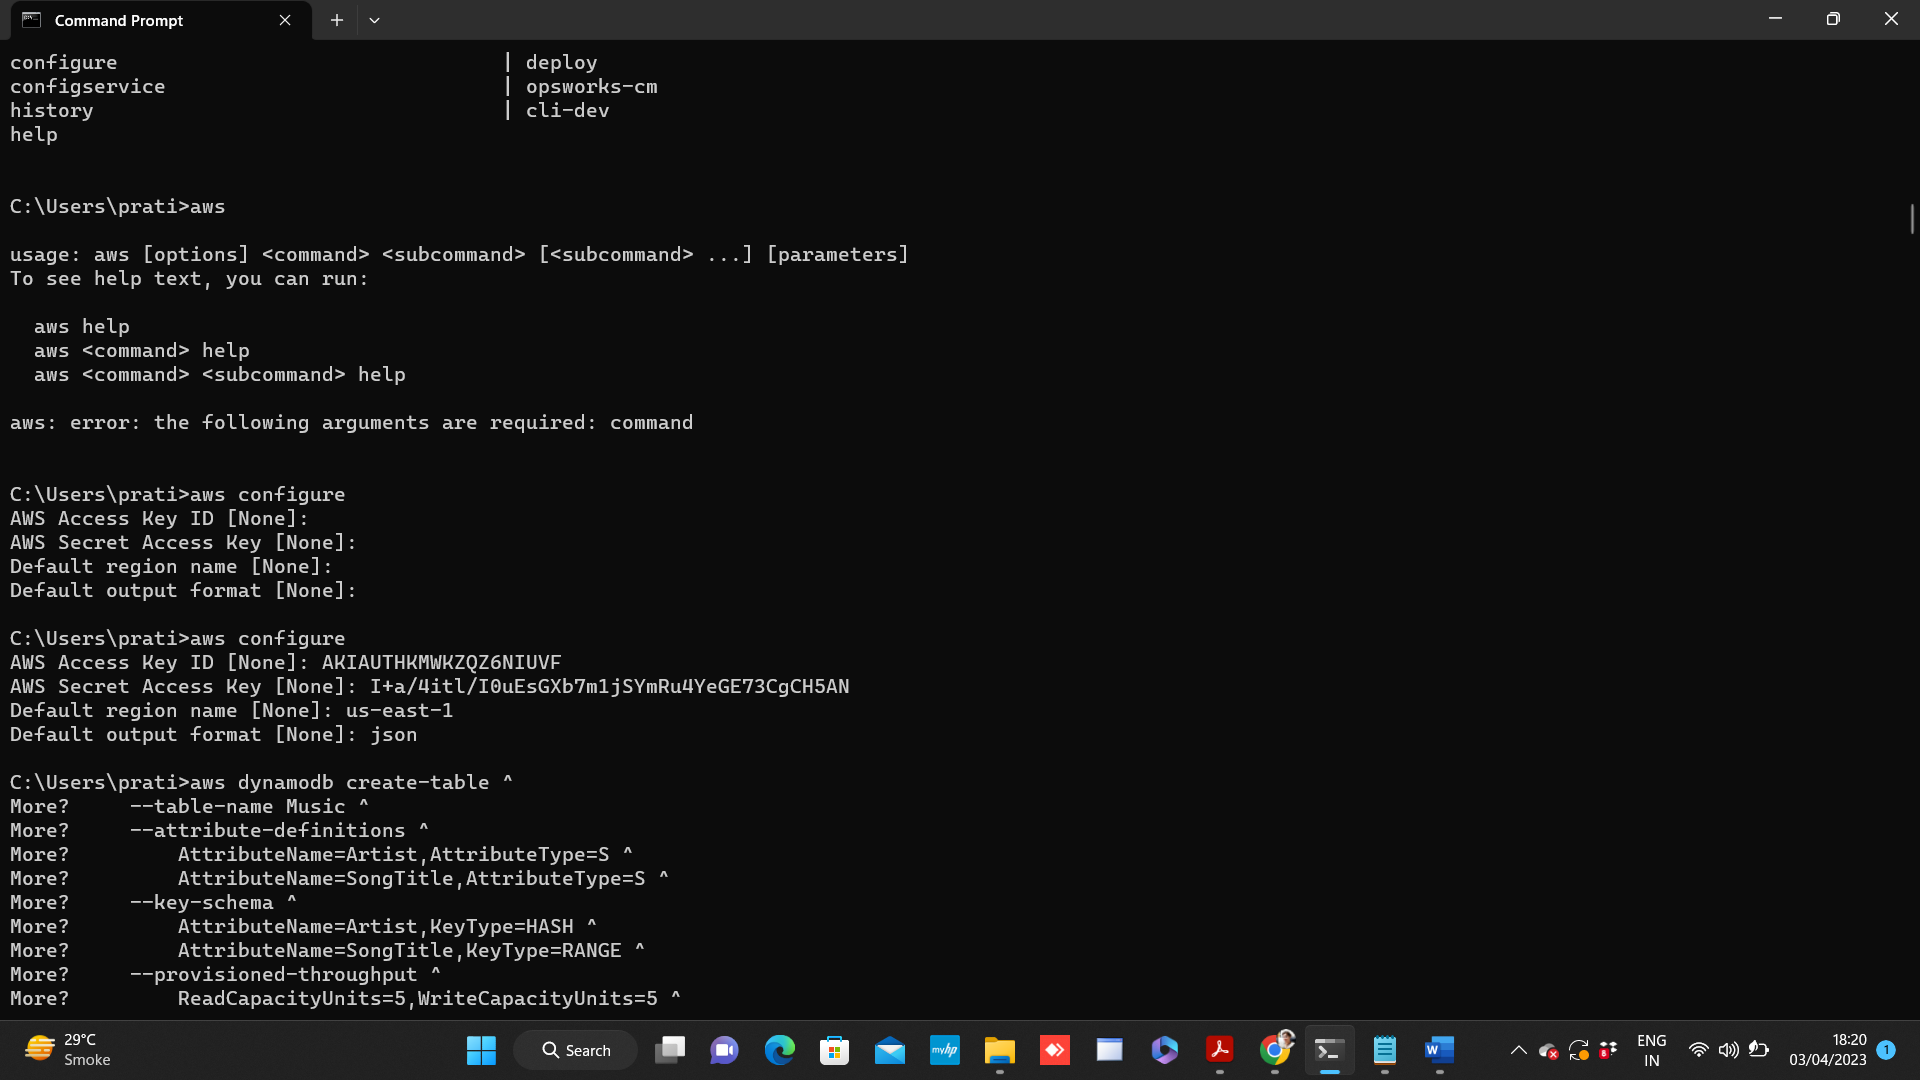 Command Prompt
configure | deploy
configservice | opsworks-cm
history | cli-dev
help
C:\Users\prati>aws
usage: aws [options] <command> <subcommand> [<subcommand> ...] [parameters]
To see help text, you can run:
aws help
aws <command> help
aws <command> <subcommand> help
aws: error: the following arguments are required: command
C:\Users\prati>aws configure
AWS Access Key ID [None]:
AWS Secret Access Key [None]:
Default region name [None]:
Default output format [None]:
C:\Users\prati>aws configure
AWS Access Key ID [None]: AKIAUTHKMWKZQZ6NIUVF
AWS Secret Access Key [None]: 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
Default region name [None]: us-east-1
Default output format [None]: json
C:\Users\prati>aws dynamodb create-table ^
More? --table-name Music ^
More? --attribute-definitions ^
More? AttributeName=Artist,AttributeType=S ^
More? AttributeName=SongTitle,AttributeType=S ^
More? --key-schema ^
More? AttributeName=Artist,KeyType=HASH ^
More? AttributeName=SongTitle,KeyType=RANGE ^
More? --provisioned-throughput ^
More? ReadCapacityUnits=5,WriteCapacityUnits=5 ^
29°C
Smoke
Search
myhp
W
8
ENG
IN
18:20
03/04/2023
1